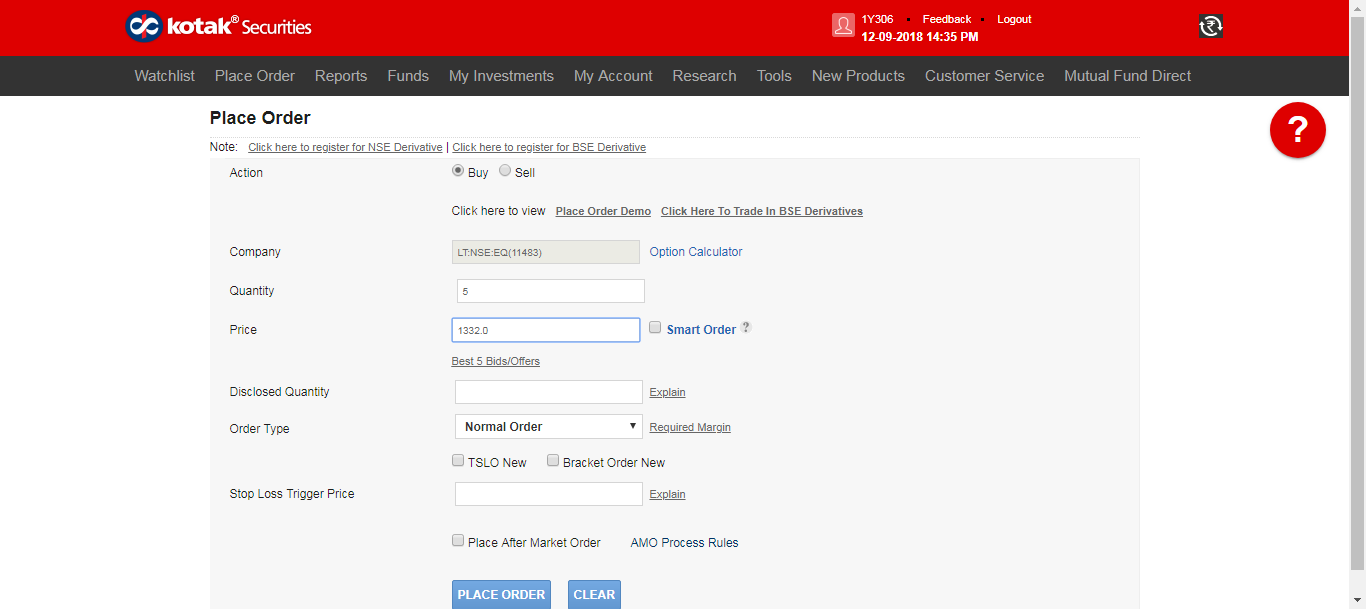 kotak® Securities
1Y306 • Feedback • Logout
12-09-2018 14:35 PM
Watchlist Place Order Reports Funds My Investments My Account Research Tools New Products Customer Service Mutual Fund Direct
Place Order
?
Note: Click here to register for NSE Derivative | Click here to register for BSE Derivative
Action Buy Sell
Click here to view Place Order Demo Click Here To Trade In BSE Derivatives
Company LT:NSE:EQ(11483) Option Calculator
Quantity 5
Price 1332.0 Smart Order ?
Best 5 Bids/Offers
Disclosed Quantity Explain
Order Type Normal Order Required Margin
TSLO New Bracket Order New
Stop Loss Trigger Price Explain
Place After Market Order AMO Process Rules
PLACE ORDER CLEAR